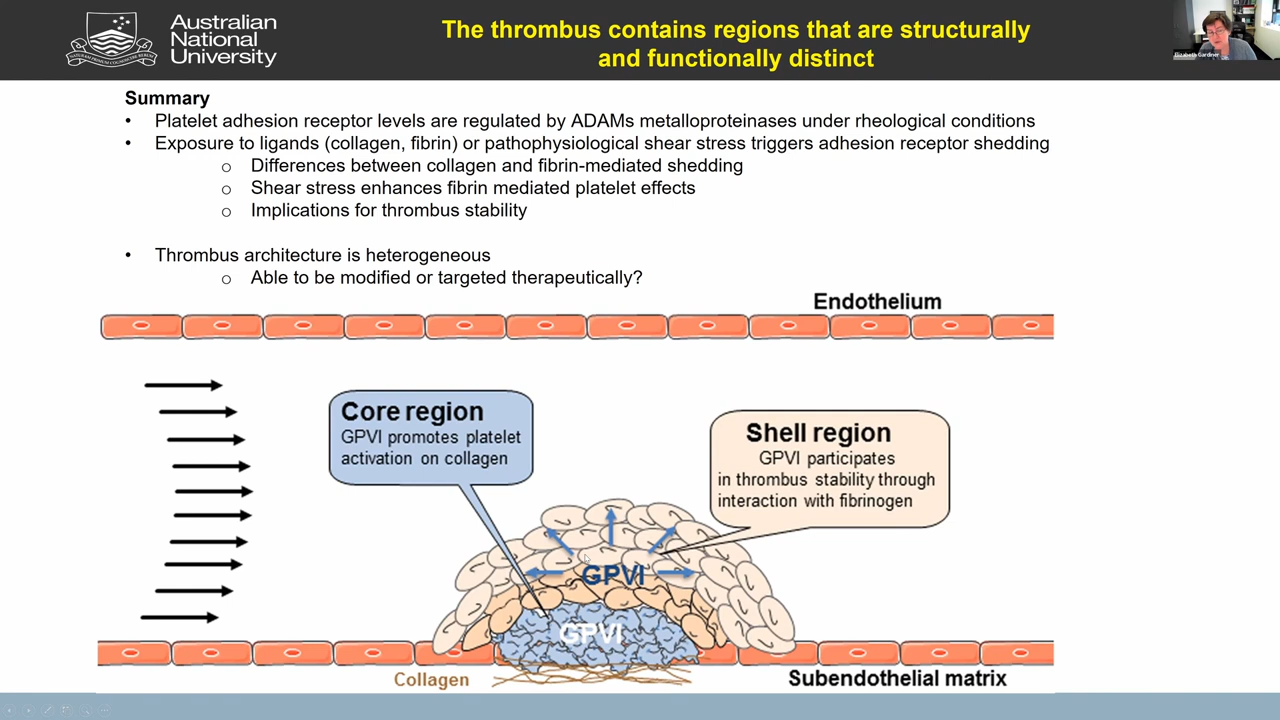 Australian
National
University
The thrombus contains regions that are structurally
and functionally distinct
Elizabeth Gardiner
Summary
• Platelet adhesion receptor levels are regulated by ADAMs metalloproteinases under rheological conditions
• Exposure to ligands (collagen, fibrin) or pathophysiological shear stress triggers adhesion receptor shedding
o Differences between collagen and fibrin-mediated shedding
o Shear stress enhances fibrin mediated platelet effects
o Implications for thrombus stability
• Thrombus architecture is heterogeneous
o Able to be modified or targeted therapeutically?
Endothelium
Core region
GPVI promotes platelet
activation on collagen
Shell region
GPVI participates
in thrombus stability through
interaction with fibrinogen
GPVI
GPVI
Collagen
Subendothelial matrix